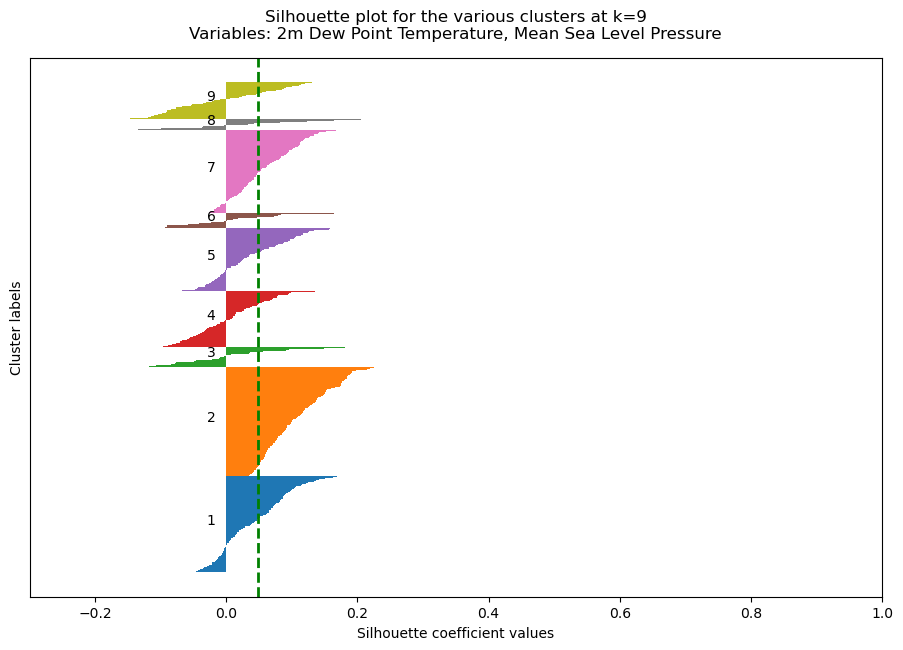 Silhouette plot for the various clusters at k=9
Variables: 2m Dew Point Temperature, Mean Sea Level Pressure
9
8
7
6
5
4
3
2
1
Cluster labels
−0.2 0.0 0.2 0.4 0.6 0.8 1.0
Silhouette coefficient values